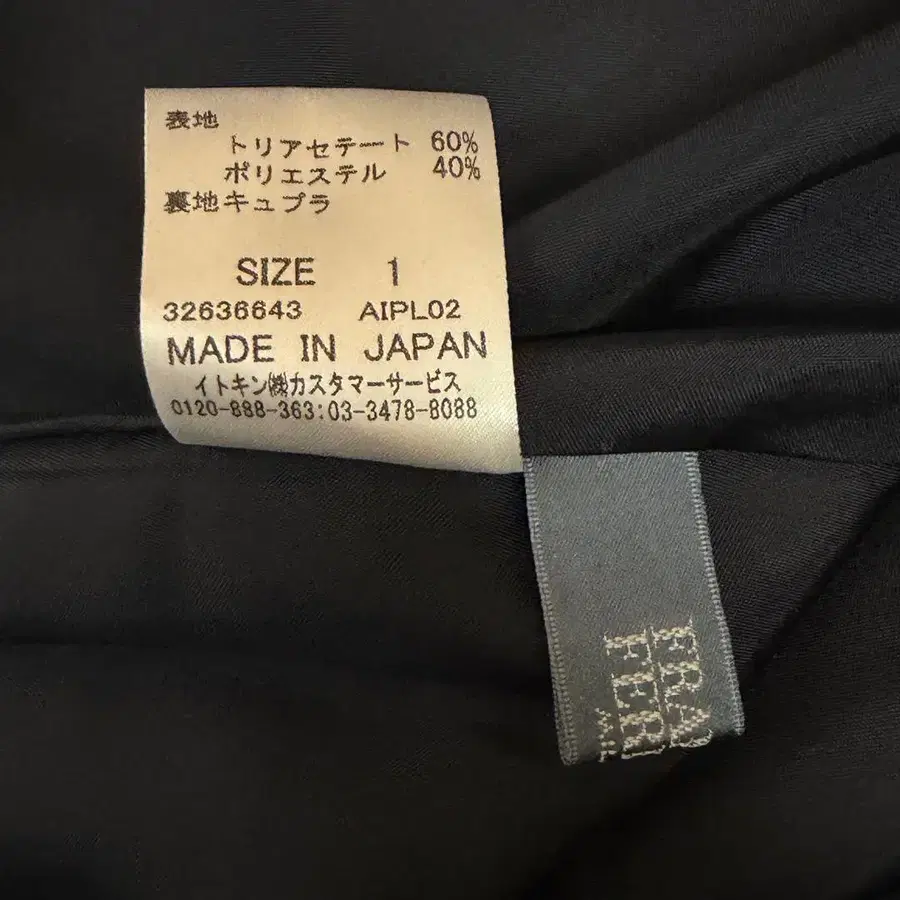 表地
トリアセテート 60%
ポリエステル 40%
裏地キュプラ
SIZE 1
32636643 AIPL02
MADE IN JAPAN
イトキン㈱カスタマーサービス
0120-888-363:03-3478-8088